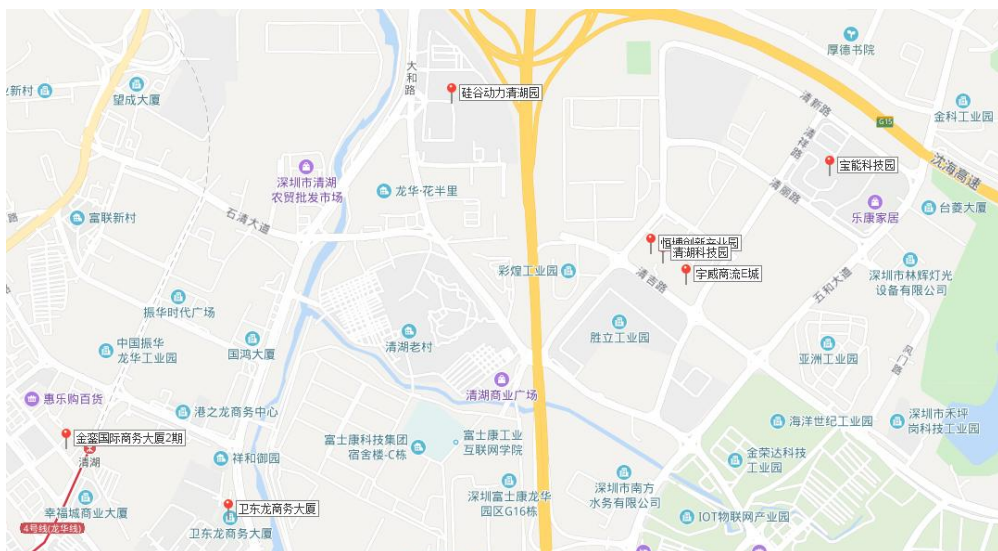 厚德书院
大和路
硅谷动力清湖园
业新村
望成大厦
清新路
金科工业园
G15
清祥路
沈海高速
宝能科技园
深圳市清湖
农贸批发市场
龙华·花半里
清丽路
乐康家居
台菱大厦
富联新村
石清大道
恒博创新产业园
清湖科技园
彩煌工业园
宇威商流E城
清吉路
五和大道
深圳市林辉灯光
设备有限公司
振华时代广场
胜立工业园
中国振华
龙华工业园
国鸿大厦
清湖老村
亚洲工业园
风门路
清湖商业广场
惠乐购百货
港之龙商务中心
海洋世纪工业园
深圳市禾坪
岗科技工业园
金銮国际商务大厦2期
清湖
富士康科技集团
宿舍楼-C栋
富士康工业
互联网学院
祥和御园
金荣达科技
工业园
深圳富士康龙华
园区G16栋
深圳市南方
水务有限公司
幸福城商业大厦
卫东龙商务大厦
卫东龙商务大厦
IOT物联网产业园
4号线(龙华线)